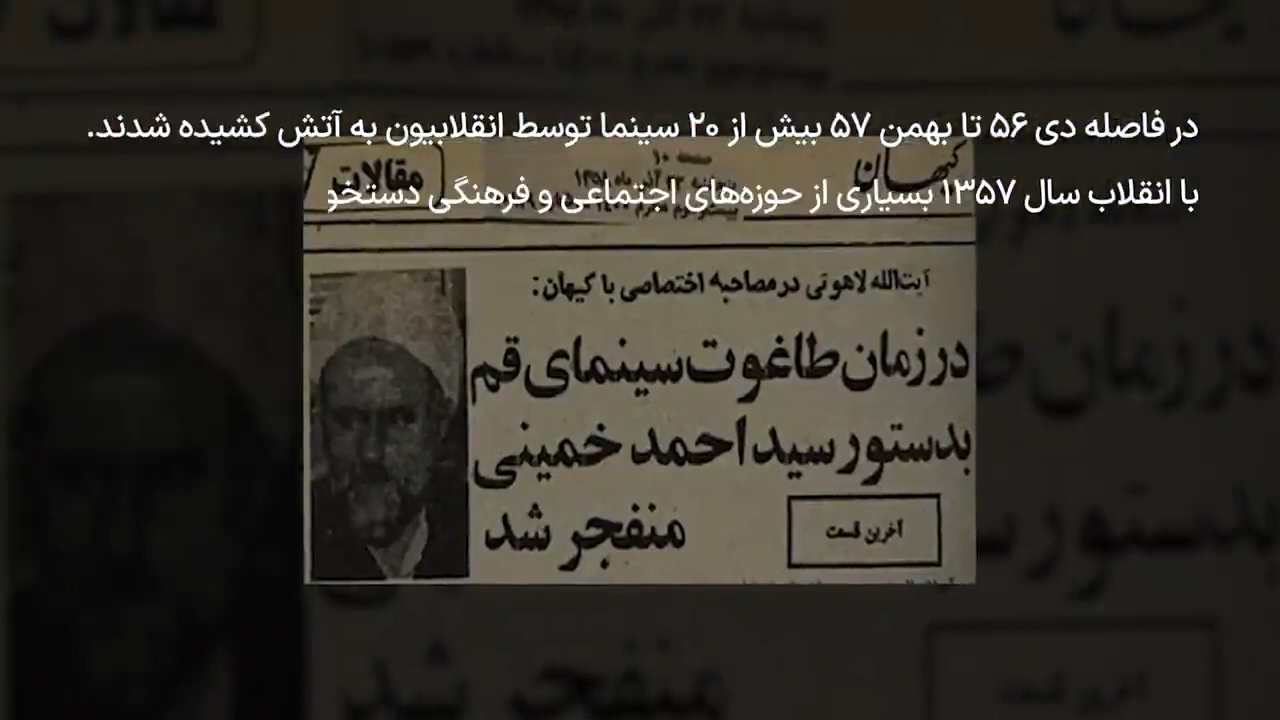 در فاصله دی ۵۶ تا بهمن ۵۷ بیش از ۲۰ سینما توسط انقلابیون به آتش کشیده شدند.
با انقلاب سال ۱۳۵۷ بسیاری از حوزه‌های اجتماعی و فرهنگی دستخو
کیهان
مقالات
آیت‌الله لاهوتی در مصاحبه اختصاصی با کیهان:
در زمان طاغوت سینمای قم
بدستور سید احمد خمینی
منفجر شد
آخرین قسمت